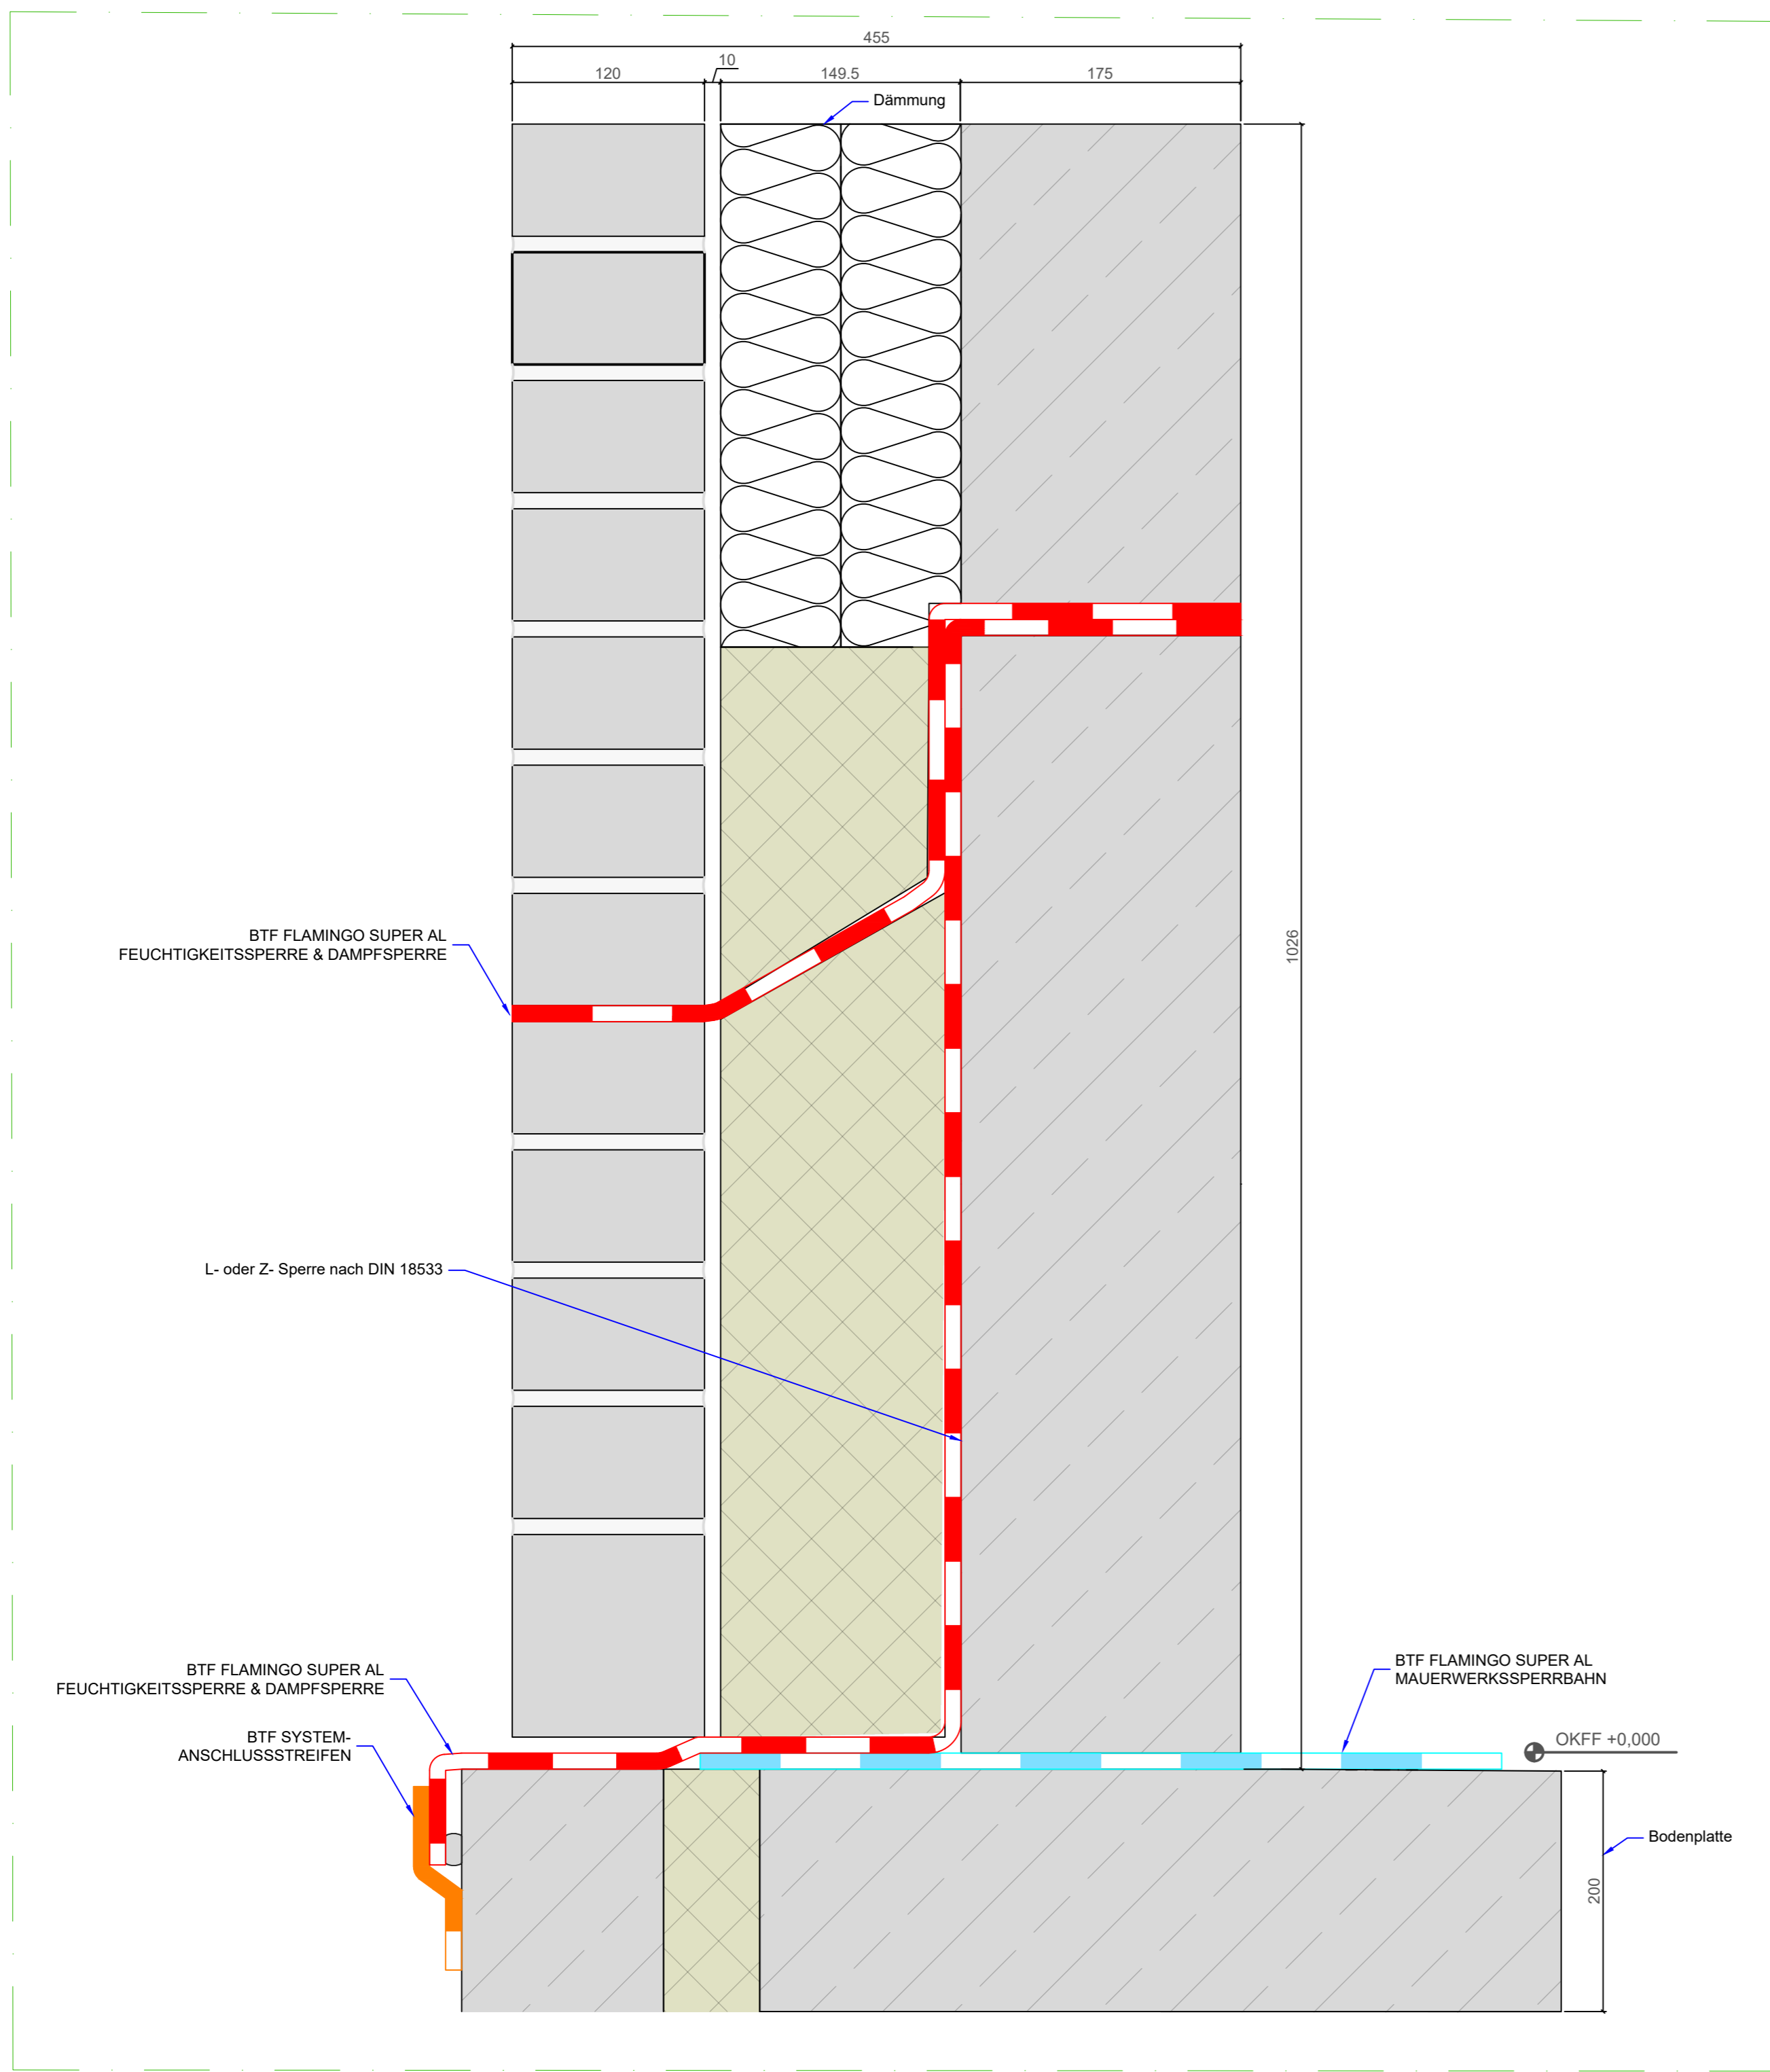 455
120
10
149.5
175
Dämmung
BTF FLAMINGO SUPER AL
FEUCHTIGKEITSSPERRE & DAMPFSPERRE
1026
L- oder Z- Sperre nach DIN 18533
BTF FLAMINGO SUPER AL
FEUCHTIGKEITSSPERRE & DAMPFSPERRE
BTF SYSTEM-
ANSCHLUSSSTREIFEN
BTF FLAMINGO SUPER AL
MAUERWERKSSPERRBAHN
OKFF +0,000
Bodenplatte
200